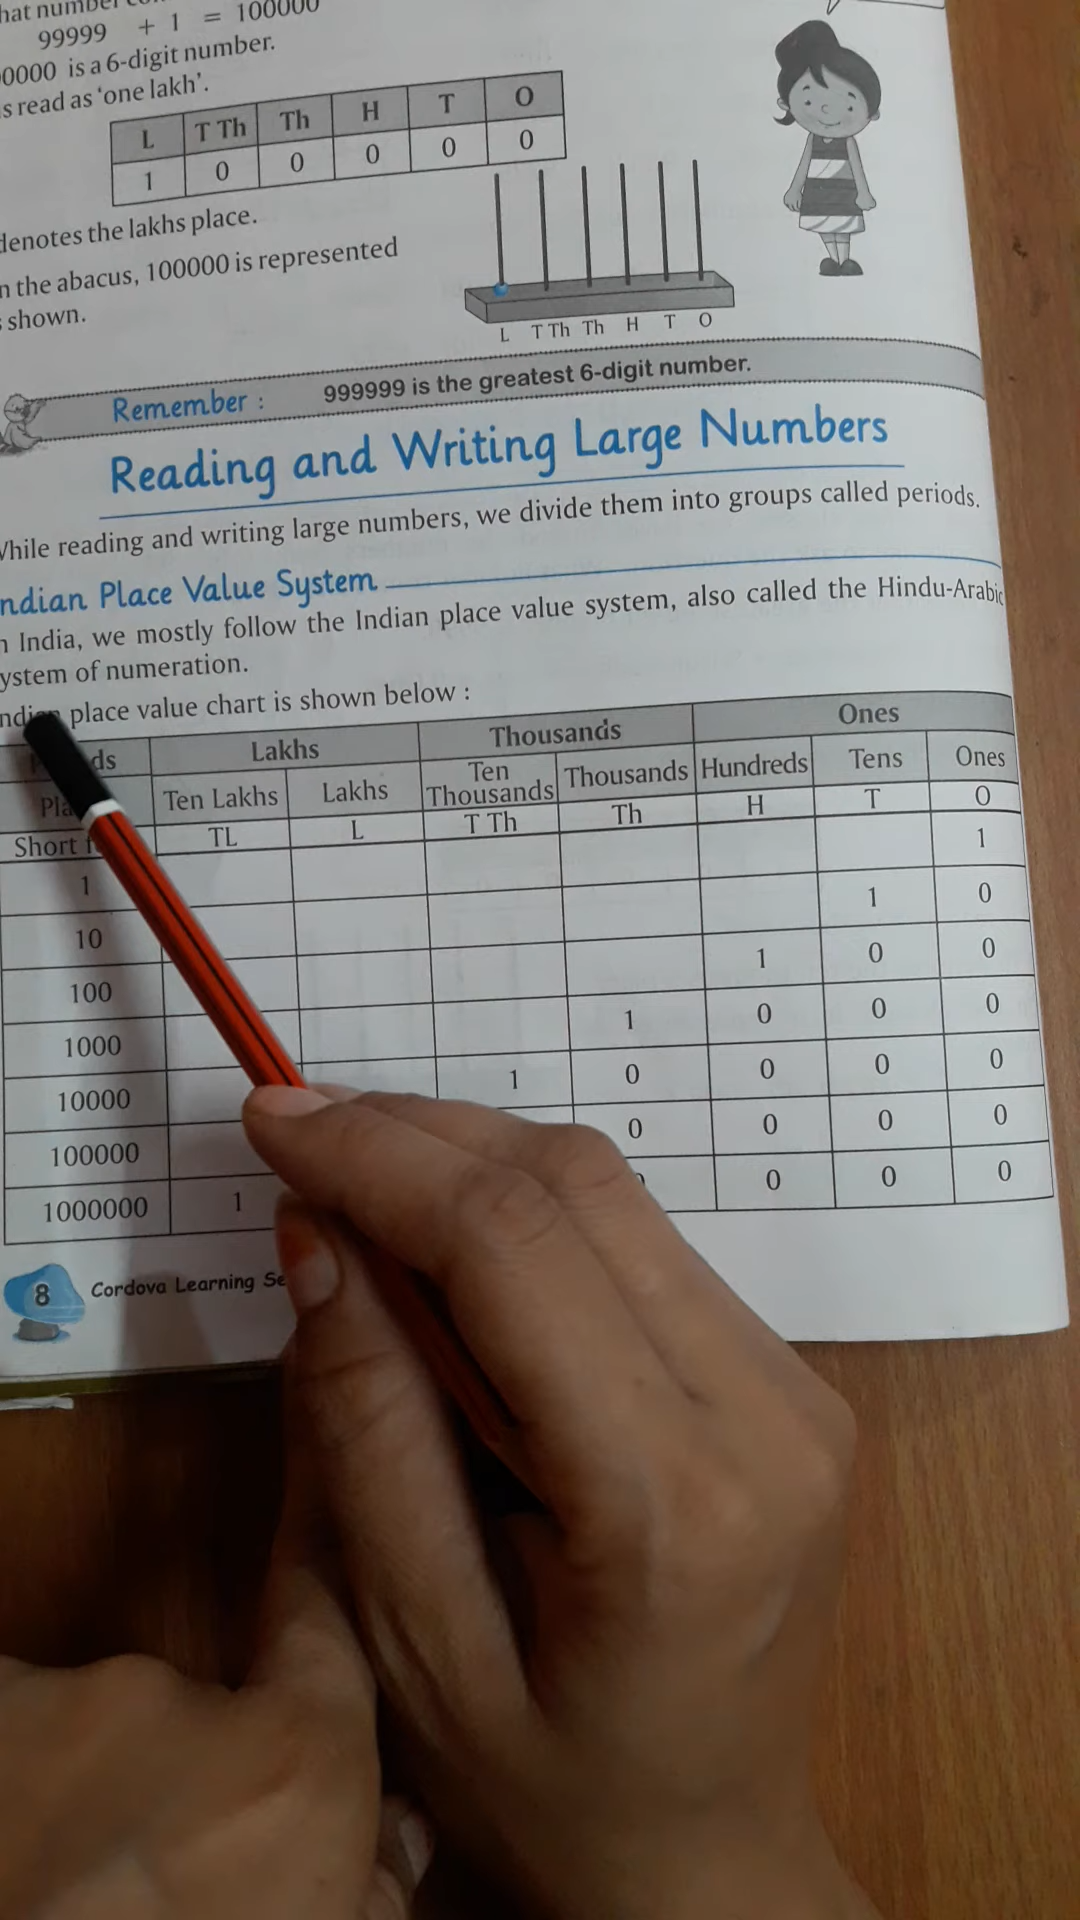 hat number
99999 + 1 = 100000
0000 is a 6-digit number.
s read as 'one lakh'.
L T Th Th H T O
1 0 0 0 0 0
denotes the lakhs place.
n the abacus, 100000 is represented
shown.
L T Th Th H T O
Remember : 999999 is the greatest 6-digit number.
Reading and Writing Large Numbers
While reading and writing large numbers, we divide them into groups called periods.
ndian Place Value System
n India, we mostly follow the Indian place value system, also called the Hindu-Arabic
ystem of numeration.
place value chart is shown below :
ds Lakhs Thousands Ones
Pla Ten Lakhs Lakhs Ten Thousands Thousands Hundreds Tens Ones
Short TL L T Th Th H T O
1 1
10 1 0
100 1 0 0
1000 1 0 0 0
10000 1 0 0 0 0
100000 0 0 0 0
1000000 1 0 0 0
8 Cordova Learning Se